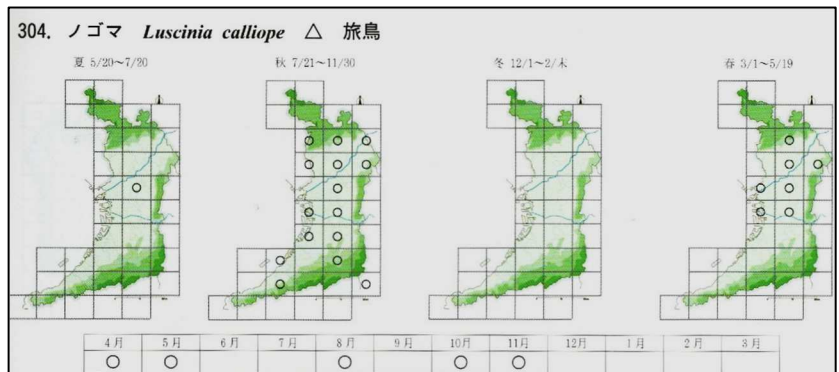 304. ノゴマ Luscinia calliope △ 旅鳥
夏 5/20～7/20 秋 7/21～11/30 冬 12/1～2/末 春 3/1～5/19
4月 5月 6月 7月 8月 9月 10月 11月 12月 1月 2月 3月
○ ○ ○ ○ ○